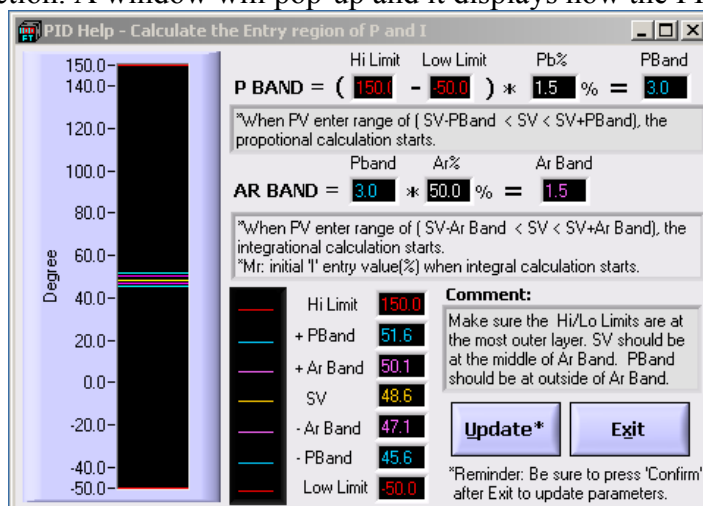 ction. A window will pop-up and it displays how the PI
PID Help - Calculate the Entry region of P and I
Hi Limit Low Limit Pb% PBand
P BAND = ( 150.( - -50.0 ) * 1.5 % = 3.0
*When PV enter range of ( SV-PBand < SV < SV+PBand), the
propotional calculation starts.
Pband Ar% Ar Band
AR BAND = 3.0 * 50.0 % = 1.5
*When PV enter range of ( SV-Ar Band < SV < SV+Ar Band), the
integrational calculation starts.
*Mr: initial 'I' entry value(%) when integral calculation starts.
150.0
140.0
120.0
100.0
80.0
60.0
40.0
20.0
0.0
-20.0
-40.0
-50.0
Degree
Hi Limit 150.0
+ PBand 51.6
+ Ar Band 50.1
SV 48.6
- Ar Band 47.1
- PBand 45.6
Low Limit -50.0
Comment:
Make sure the Hi/Lo Limits are at
the most outer layer. SV should be
at the middle of Ar Band. PBand
should be at outside of Ar Band.
Update* Exit
*Reminder: Be sure to press 'Confirm'
after Exit to update parameters.